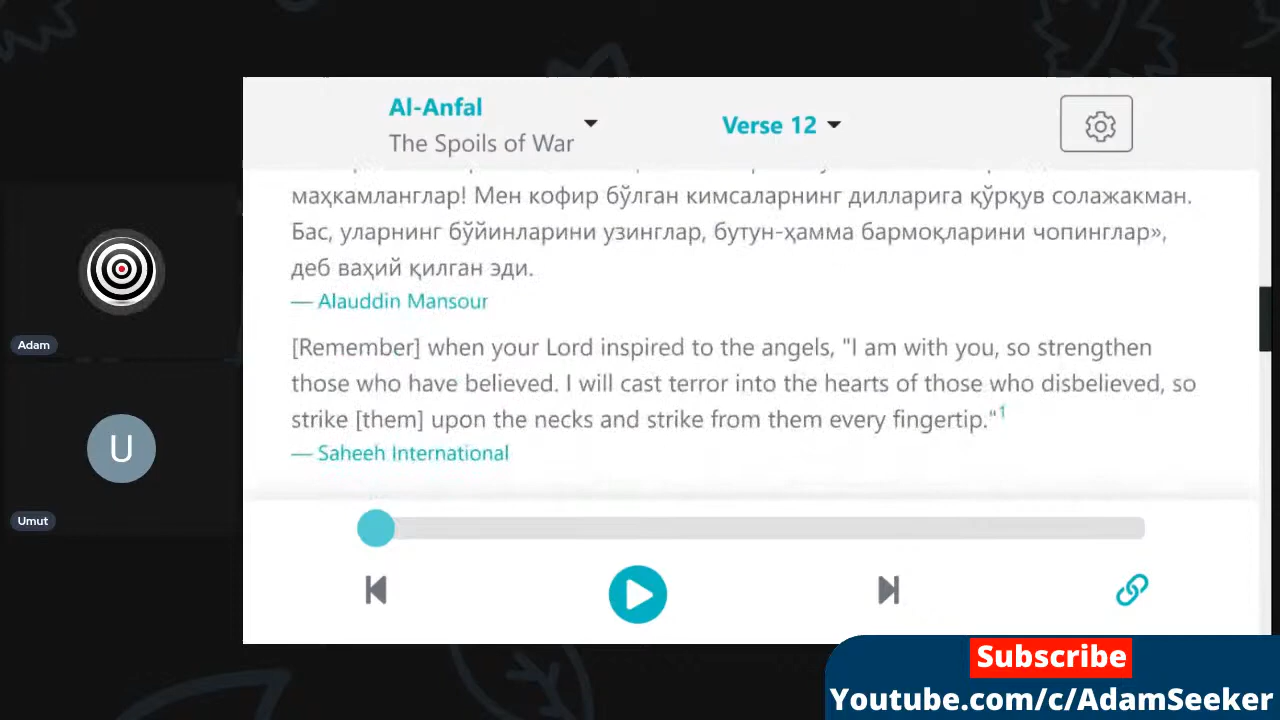 Al-Anfal
The Spoils of War
Verse 12
маҳкамланглар! Мен кофир бўлган кимсаларнинг дилларига қўрқув солажакман.
Бас, уларнинг бўйинларини узинглар, бутун-ҳамма бармоқларини чопинглар»,
деб ваҳий қилган эди.
— Alauddin Mansour
[Remember] when your Lord inspired to the angels, "I am with you, so strengthen
those who have believed. I will cast terror into the hearts of those who disbelieved, so
strike [them] upon the necks and strike from them every fingertip."1
— Saheeh International
Adam
U
Umut
Subscribe
Youtube.com/c/AdamSeeker